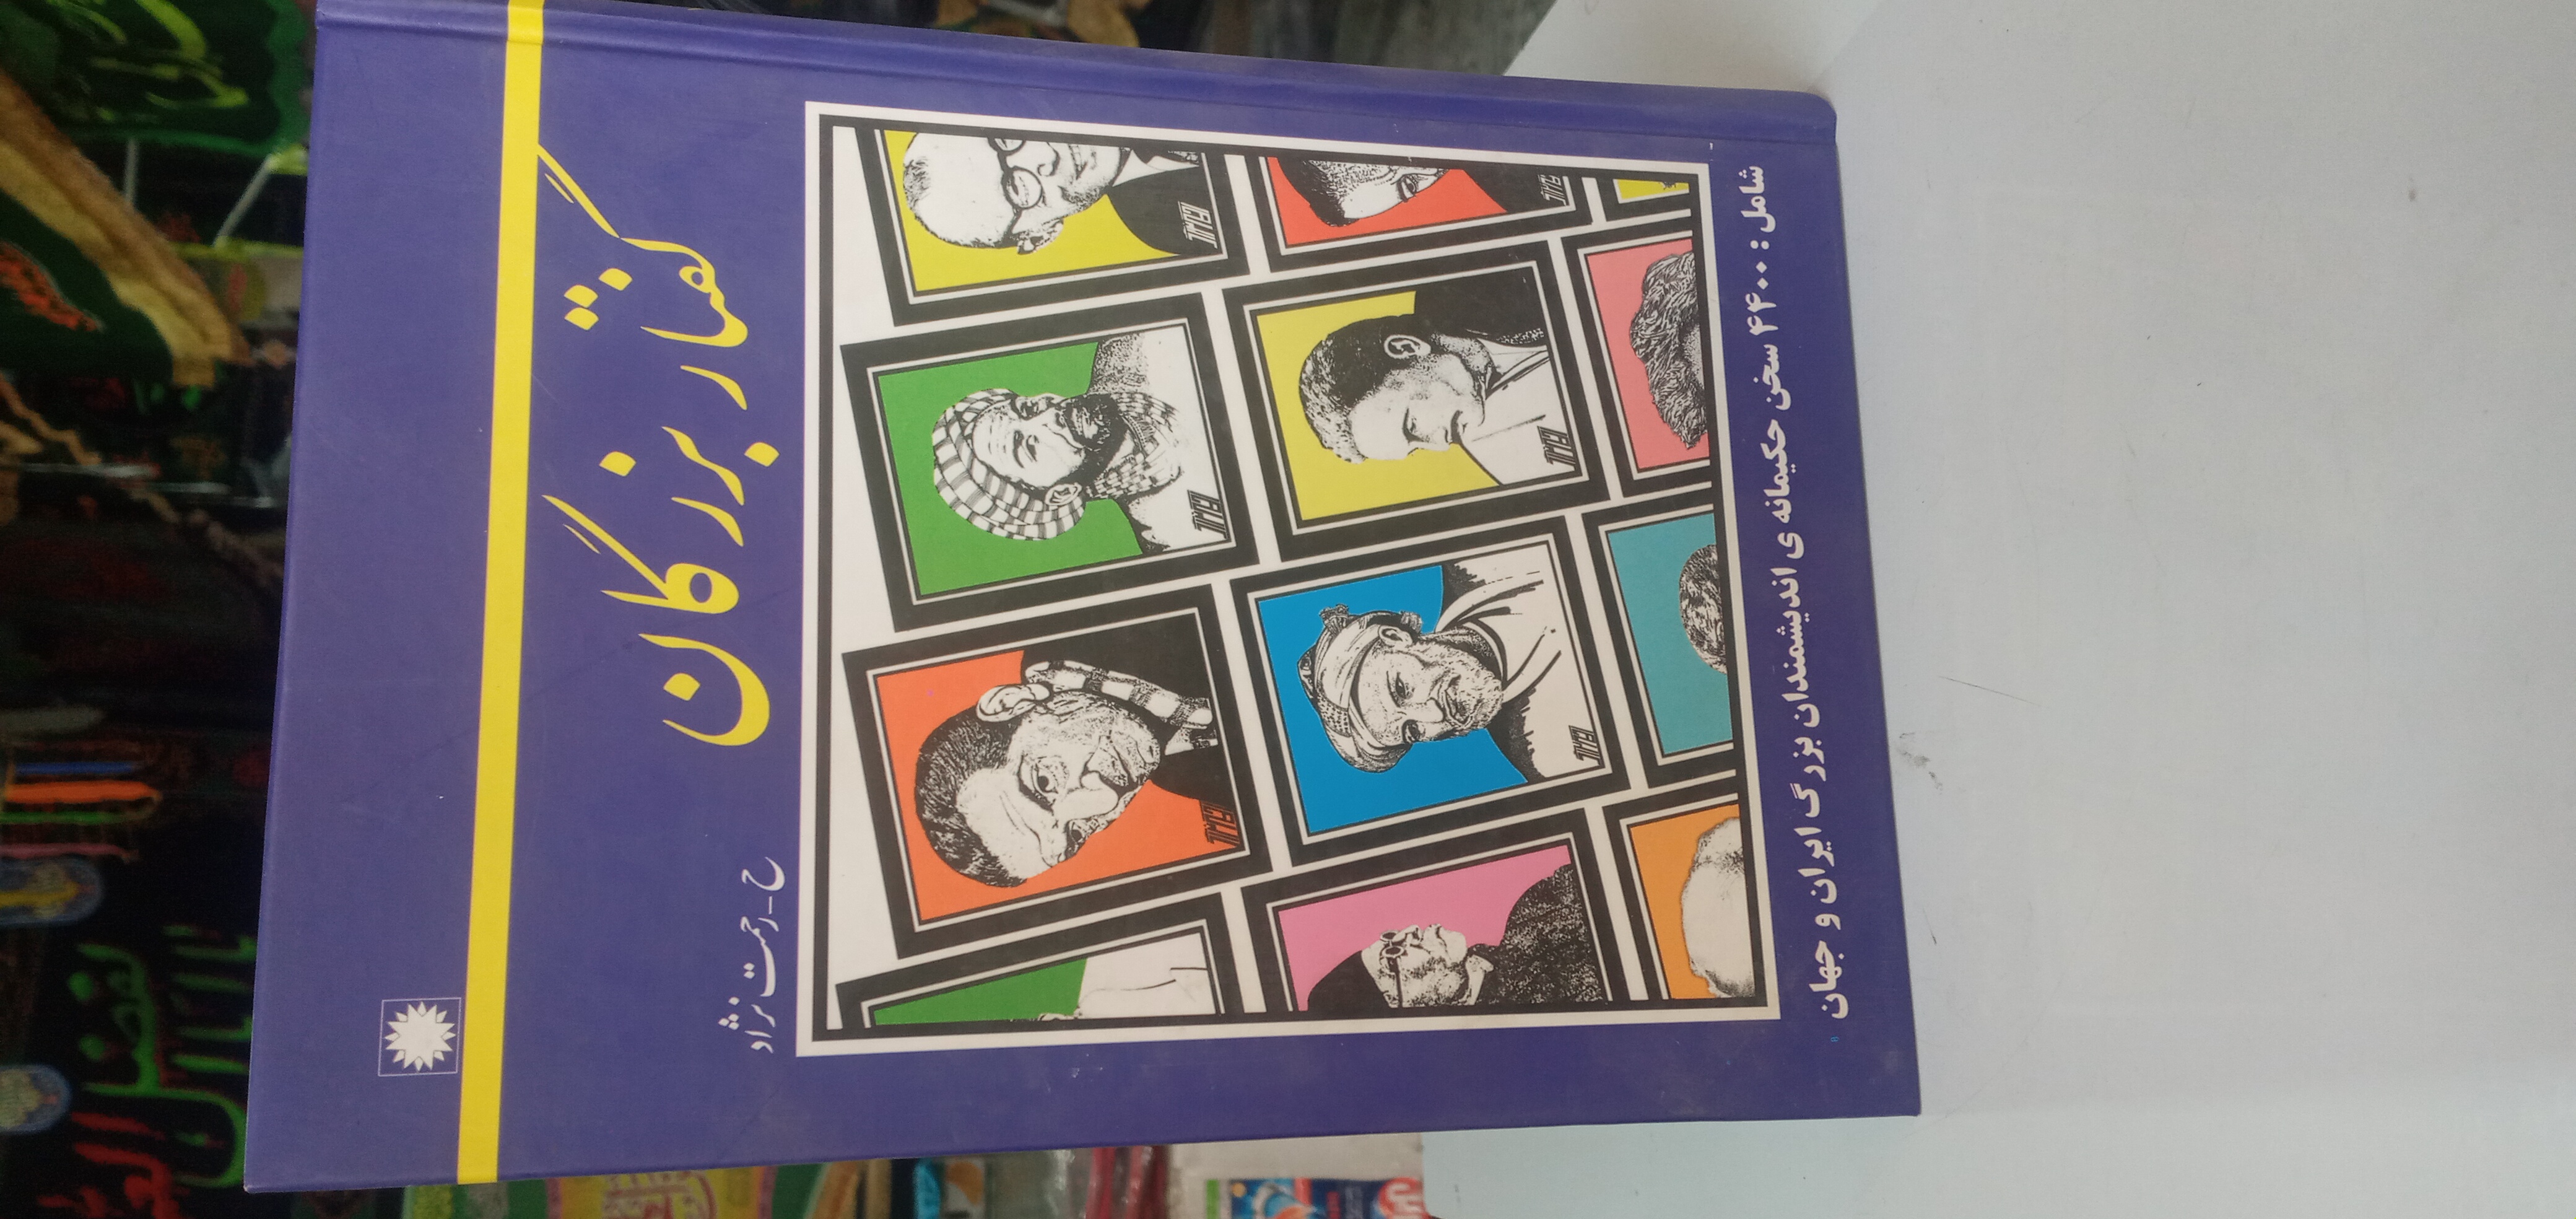 گفتار بزرگان
ح-رحمت نژاد
شامل: ۴۴۰۰ سخن حکیمانه ی اندیشمندان بزرگ ایران و جهان